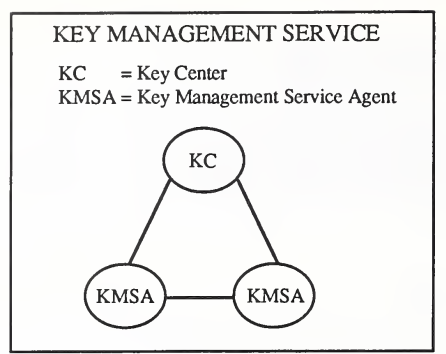 KEY MANAGEMENT SERVICE
KC = Key Center
KMSA = Key Management Service Agent
KC
KMSA KMSA